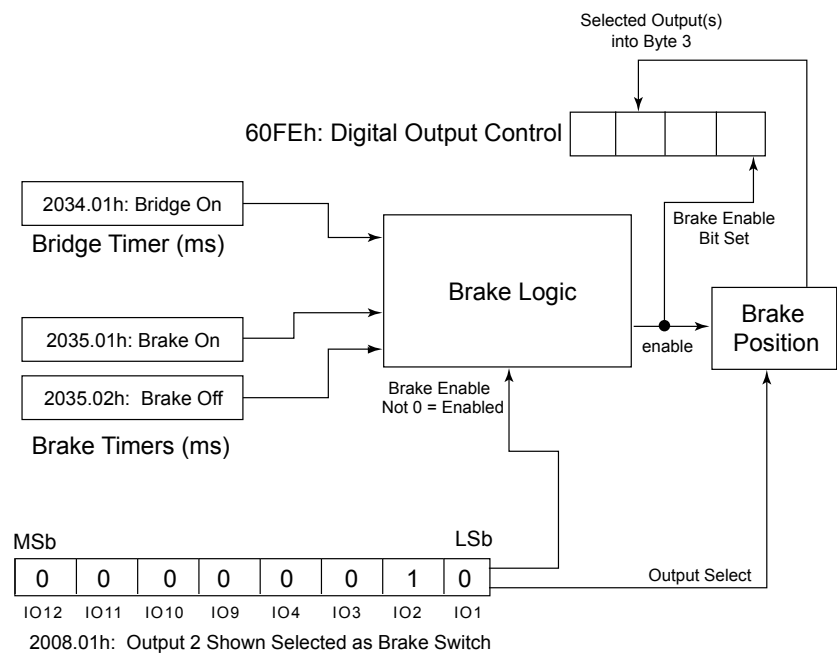 Selected Output(s)
into Byte 3
60FEh: Digital Output Control
2034.01h: Bridge On
Bridge Timer (ms)
Brake Enable
Bit Set
Brake Logic
Brake
Position
2035.01h: Brake On
enable
2035.02h: Brake Off
Brake Enable
Not 0 = Enabled
Brake Timers (ms)
MSb LSb
0 0 0 0 0 0 1 0
Output Select
IO12 IO11 IO10 IO9 IO4 IO3 IO2 IO1
2008.01h: Output 2 Shown Selected as Brake Switch